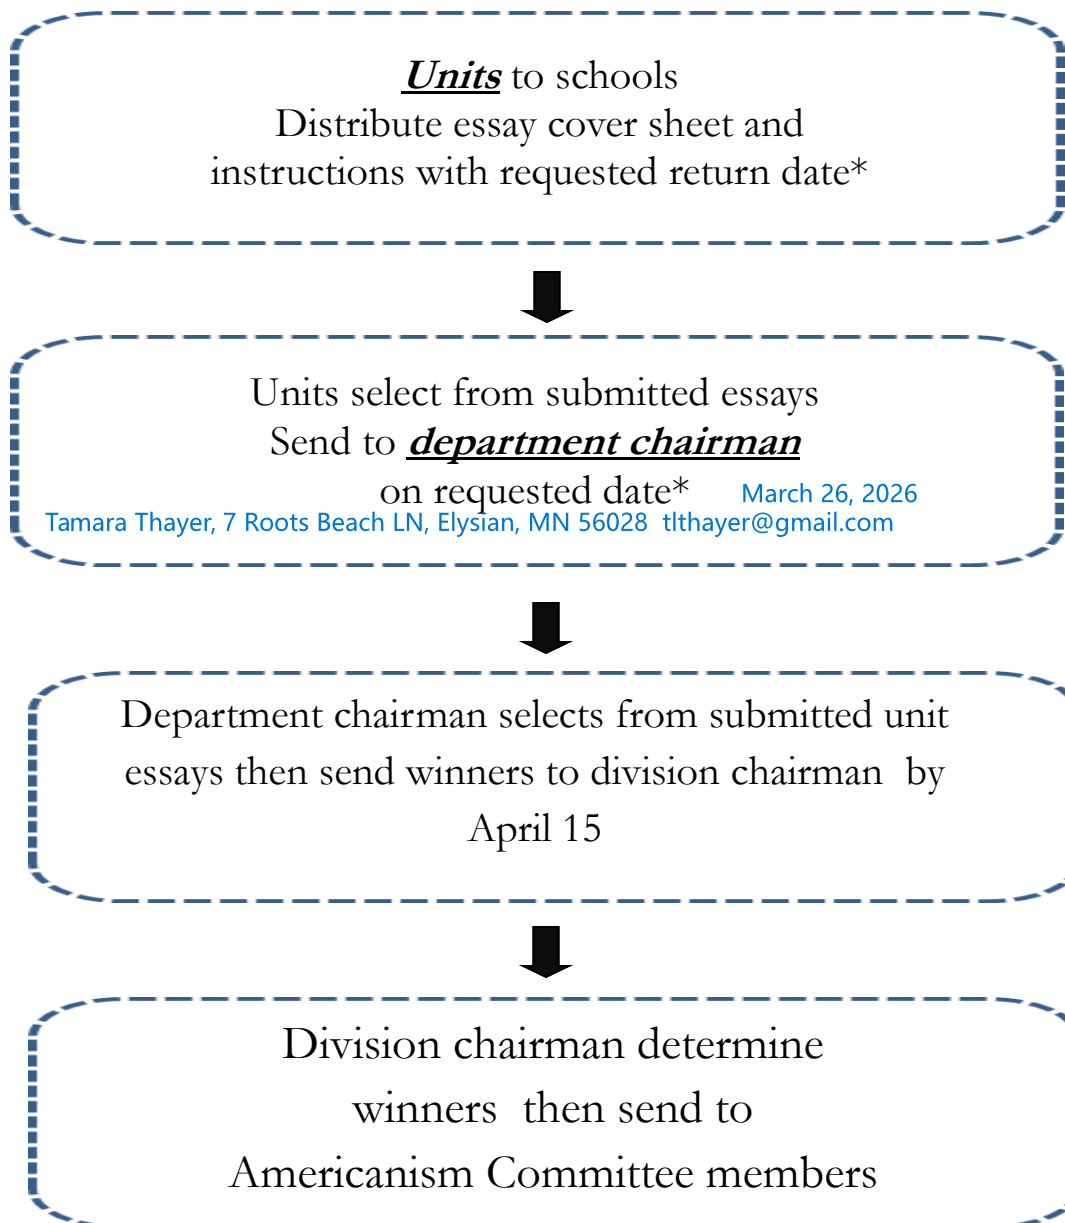 Units to schools
Distribute essay cover sheet and
instructions with requested return date*
Units select from submitted essays
Send to department chairman
on requested date* March 26, 2026
Tamara Thayer, 7 Roots Beach LN, Elysian, MN 56028 tlthayer@gmail.com
Department chairman selects from submitted unit
essays then send winners to division chairman by
April 15
Division chairman determine
winners then send to
Americanism Committee members